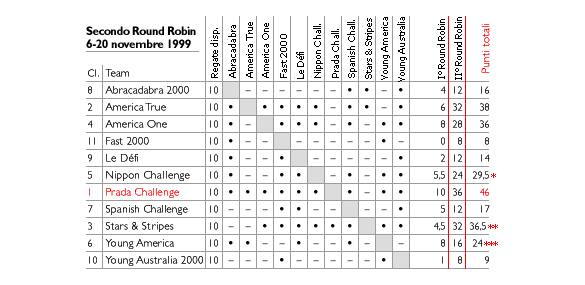 Secondo Round Robin
6-20 novembre 1999
Cl. Team Regate disp. Abracadabra America True America One Fast 2000 Le Défi Nippon Chall. Prada Chall. Spanish Chall. Stars & Stripes Young America Young Australia I° Round Robin II° Round Robin Punti totali
8 Abracadabra 2000 10 – – – – – – • • – • 4 12 16
2 America True 10 • • • • • – • • – • 6 32 38
4 America One 10 • – • • • – • – • • 8 28 36
11 Fast 2000 10 – – – – – – – – • – 0 8 8
9 Le Défi 10 – – – • – – – – – • 2 12 14
5 Nippon Challenge 10 • – – • • – • – • • 5,5 24 29,5*
1 Prada Challenge 10 • • • • • • • – • • 10 36 46
7 Spanish Challenge 10 – – – • • – – – – • 5 12 17
3 Stars & Stripes 10 – – • • • • • • • • 4,5 32 36,5**
6 Young America 10 • • – – • – – • – – 8 16 24***
10 Young Australia 2000 10 – – – • – – – – – • 1 8 9